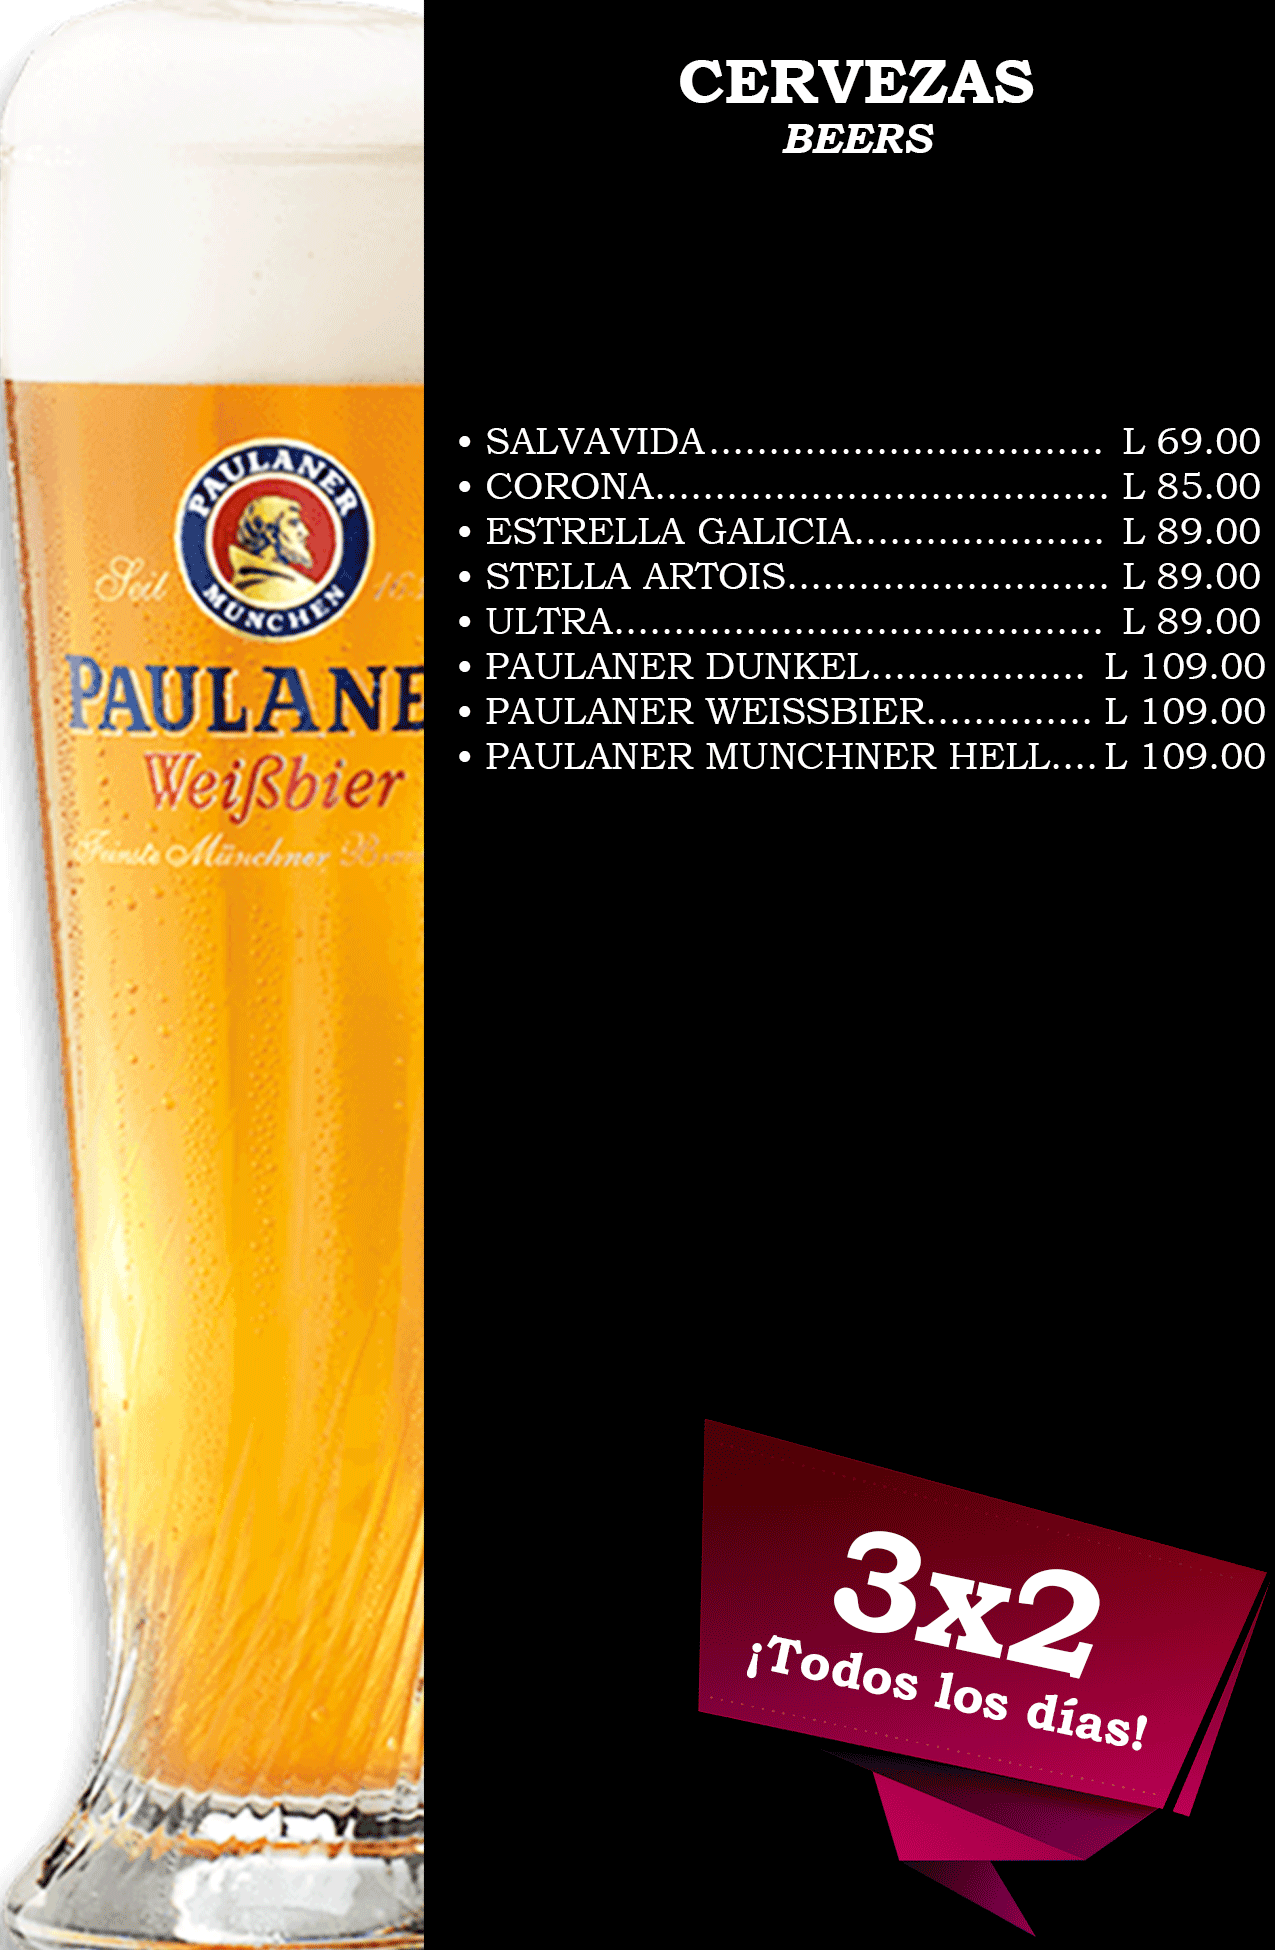 CERVEZAS
BEERS
• SALVAVIDA................................. L 69.00
• CORONA...................................... L 85.00
• ESTRELLA GALICIA..................... L 89.00
• STELLA ARTOIS........................... L 89.00
• ULTRA......................................... L 89.00
• PAULANER DUNKEL.................. L 109.00
• PAULANER WEISSBIER.............. L 109.00
• PAULANER MUNCHNER HELL.... L 109.00
PAULANER
MÜNCHEN
Seit
PAULANE
Weißbier
Feinste Münchner
3x2
¡Todos los días!